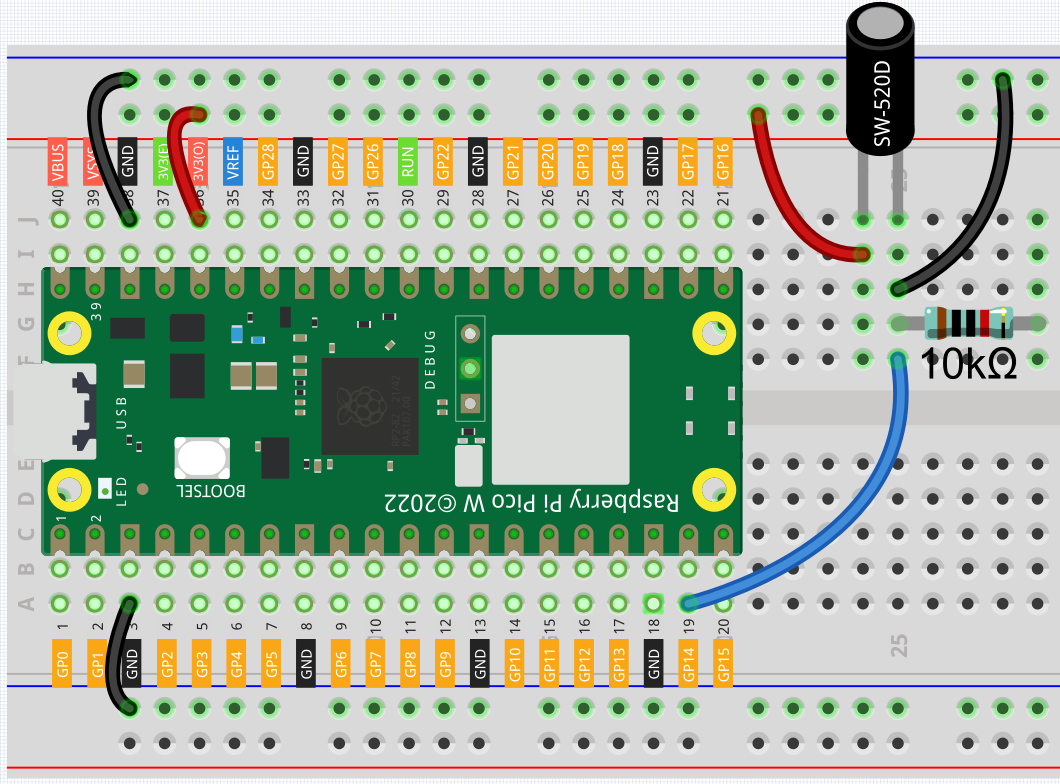 SW-520D
VBUS
VSYS
GND
3V3(E)
3V3(O)
VREF
GP28
GND
GP27
GP26
RUN
GP22
GND
GP21
GP20
GP19
GP18
GND
GP17
GP16
40
39
38
37
35
34
33
32
31
30
29
28
27
26
25
24
23
22
21
25
J
I
H
G
F
E
D
C
B
A
39
DEBUG
USB
LED
BOOTSEL
Raspberry Pi Pico W ©2022
1
2
10kΩ
1
2
3
4
5
6
7
8
9
10
11
12
13
14
15
16
17
18
19
20
25
GP0
GP1
GND
GP2
GP3
GP4
GP5
GND
GP6
GP7
GP8
GP9
GND
GP10
GP11
GP12
GP13
GND
GP14
GP15